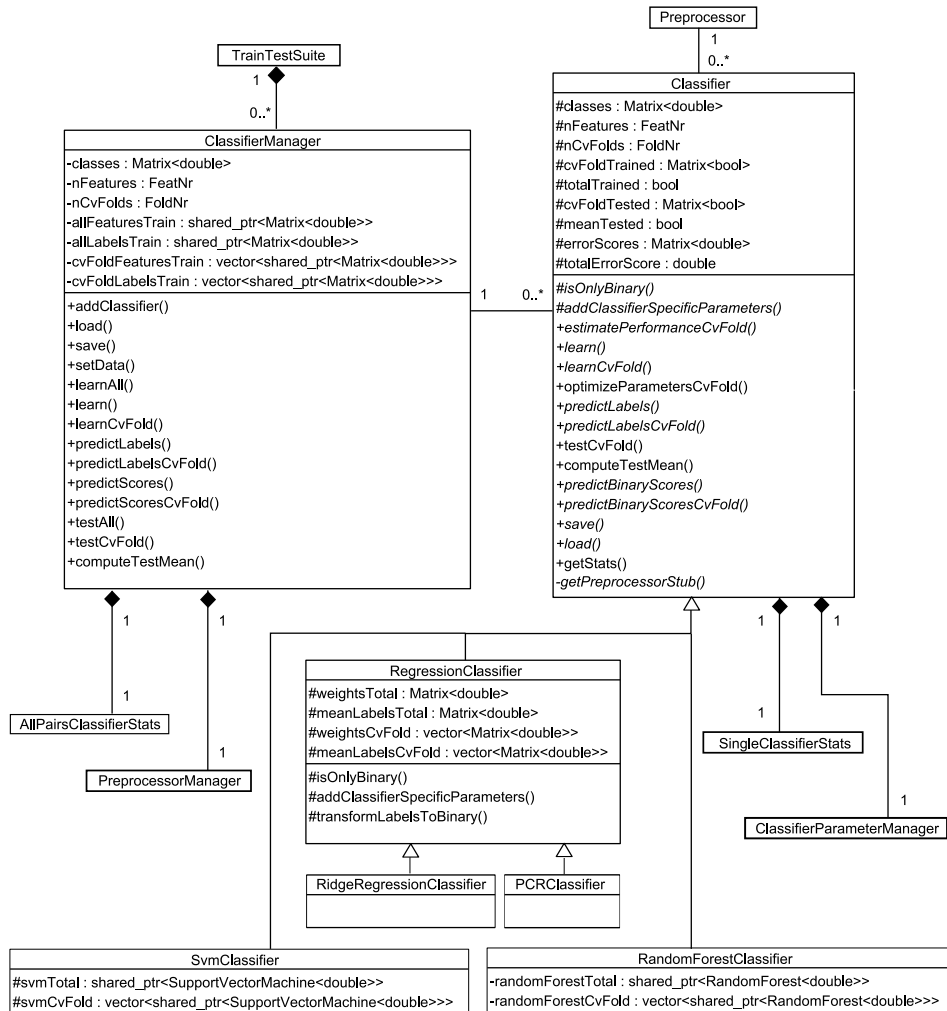 TrainTestSuite
1
0..*
ClassifierManager
-classes : Matrix<double>
-nFeatures : FeatNr
-nCvFolds : FoldNr
-allFeaturesTrain : shared_ptr<Matrix<double>>
-allLabelsTrain : shared_ptr<Matrix<double>>
-cvFoldFeaturesTrain : vector<shared_ptr<Matrix<double>>>
-cvFoldLabelsTrain : vector<shared_ptr<Matrix<double>>>
+addClassifier()
+load()
+save()
+setData()
+learnAll()
+learn()
+learnCvFold()
+predictLabels()
+predictLabelsCvFold()
+predictScores()
+predictScoresCvFold()
+testAll()
+testCvFold()
+computeTestMean()
1
0..*
Preprocessor
1
0..*
Classifier
#classes : Matrix<double>
#nFeatures : FeatNr
#nCvFolds : FoldNr
#cvFoldTrained : Matrix<bool>
#totalTrained : bool
#cvFoldTested : Matrix<bool>
#meanTested : bool
#errorScores : Matrix<double>
#totalErrorScore : double
#isOnlyBinary()
#addClassifierSpecificParameters()
+estimatePerformanceCvFold()
+learn()
+learnCvFold()
+optimizeParametersCvFold()
+predictLabels()
+predictLabelsCvFold()
+testCvFold()
+computeTestMean()
+predictBinaryScores()
+predictBinaryScoresCvFold()
+save()
+load()
+getStats()
-getPreprocessorStub()
1
1
1
1
1
AllPairsClassifierStats
1
PreprocessorManager
RegressionClassifier
#weightsTotal : Matrix<double>
#meanLabelsTotal : Matrix<double>
#weightsCvFold : vector<Matrix<double>>
#meanLabelsCvFold : vector<Matrix<double>>
#isOnlyBinary()
#addClassifierSpecificParameters()
#transformLabelsToBinary()
1
SingleClassifierStats
1
ClassifierParameterManager
RidgeRegressionClassifier
PCRClassifier
SvmClassifier
#svmTotal : shared_ptr<SupportVectorMachine<double>>
#svmCvFold : vector<shared_ptr<SupportVectorMachine<double>>>
RandomForestClassifier
-randomForestTotal : shared_ptr<RandomForest<double>>
-randomForestCvFold : vector<shared_ptr<RandomForest<double>>>